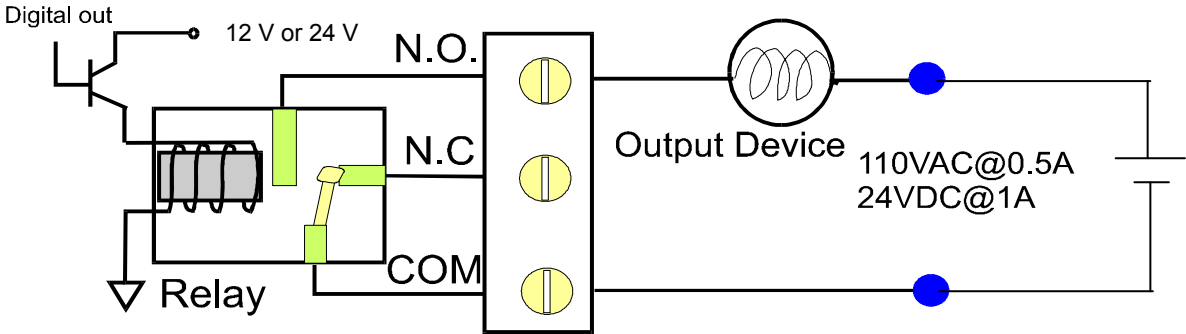 Digital out
12 V or 24 V
N.O.
N.C
Output Device
110VAC@0.5A
24VDC@1A
COM
Relay